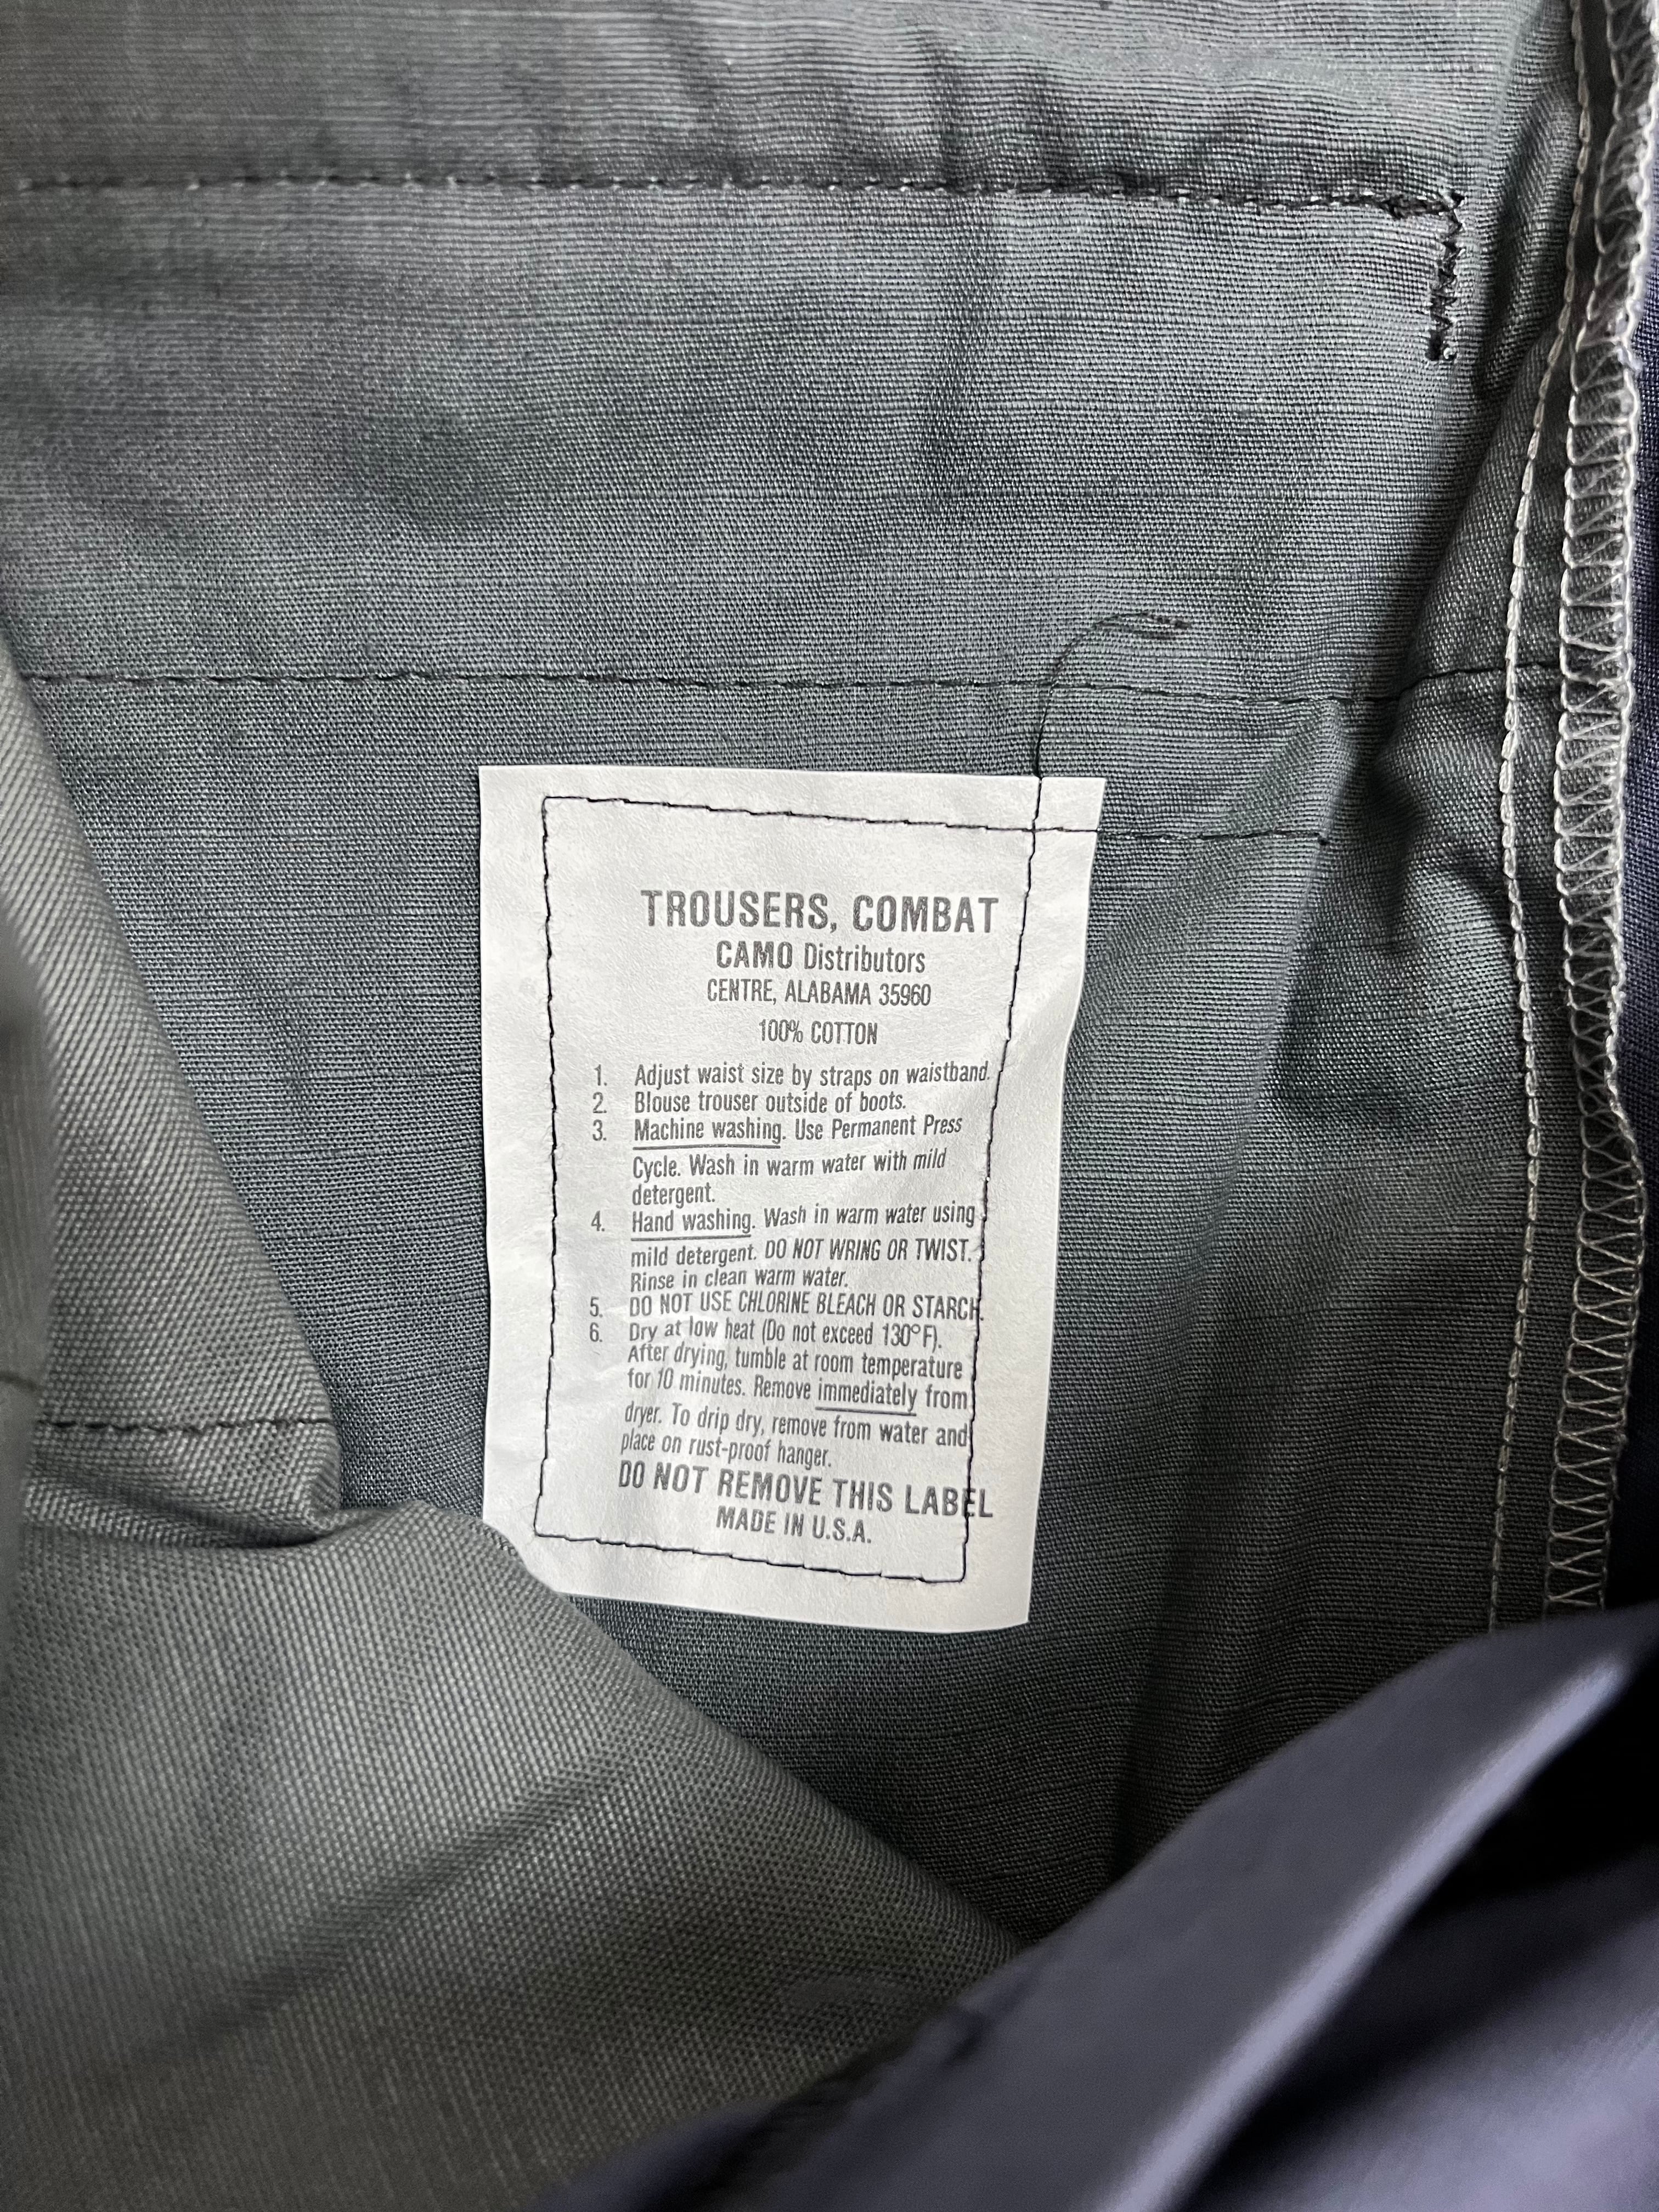 TROUSERS, COMBAT
CAMO Distributors
CENTRE, ALABAMA 35960
100% COTTON
1. Adjust waist size by straps on waistband.
2. Blouse trouser outside of boots.
3. Machine washing. Use Permanent Press
Cycle. Wash in warm water with mild
detergent.
4. Hand washing. Wash in warm water using
mild detergent. DO NOT WRING OR TWIST.
Rinse in clean warm water.
5. DO NOT USE CHLORINE BLEACH OR STARCH.
6. Dry at low heat (Do not exceed 130°F).
After drying, tumble at room temperature
for 10 minutes. Remove immediately from
dryer. To drip dry, remove from water and
place on rust-proof hanger.
DO NOT REMOVE THIS LABEL
MADE IN U.S.A.